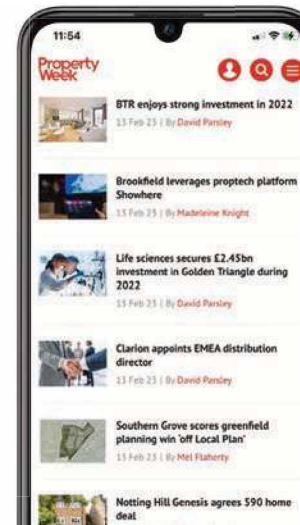 11:54
Property
Week
BTR enjoys strong investment in 2022
13 Feb 23 | By David Parsley
Brookfield leverages proptech platform
Showhere
13 Feb 23 | By Madeleine Knight
Life sciences secures £2.45bn
investment in Golden Triangle during
2022
13 Feb 23 | By David Parsley
Clarion appoints EMEA distribution
director
13 Feb 23 | By David Parsley
Southern Grove scores greenfield
planning win 'off Local Plan'
13 Feb 23 | By Mel Flaherty
Notting Hill Genesis agrees 590 home
deal